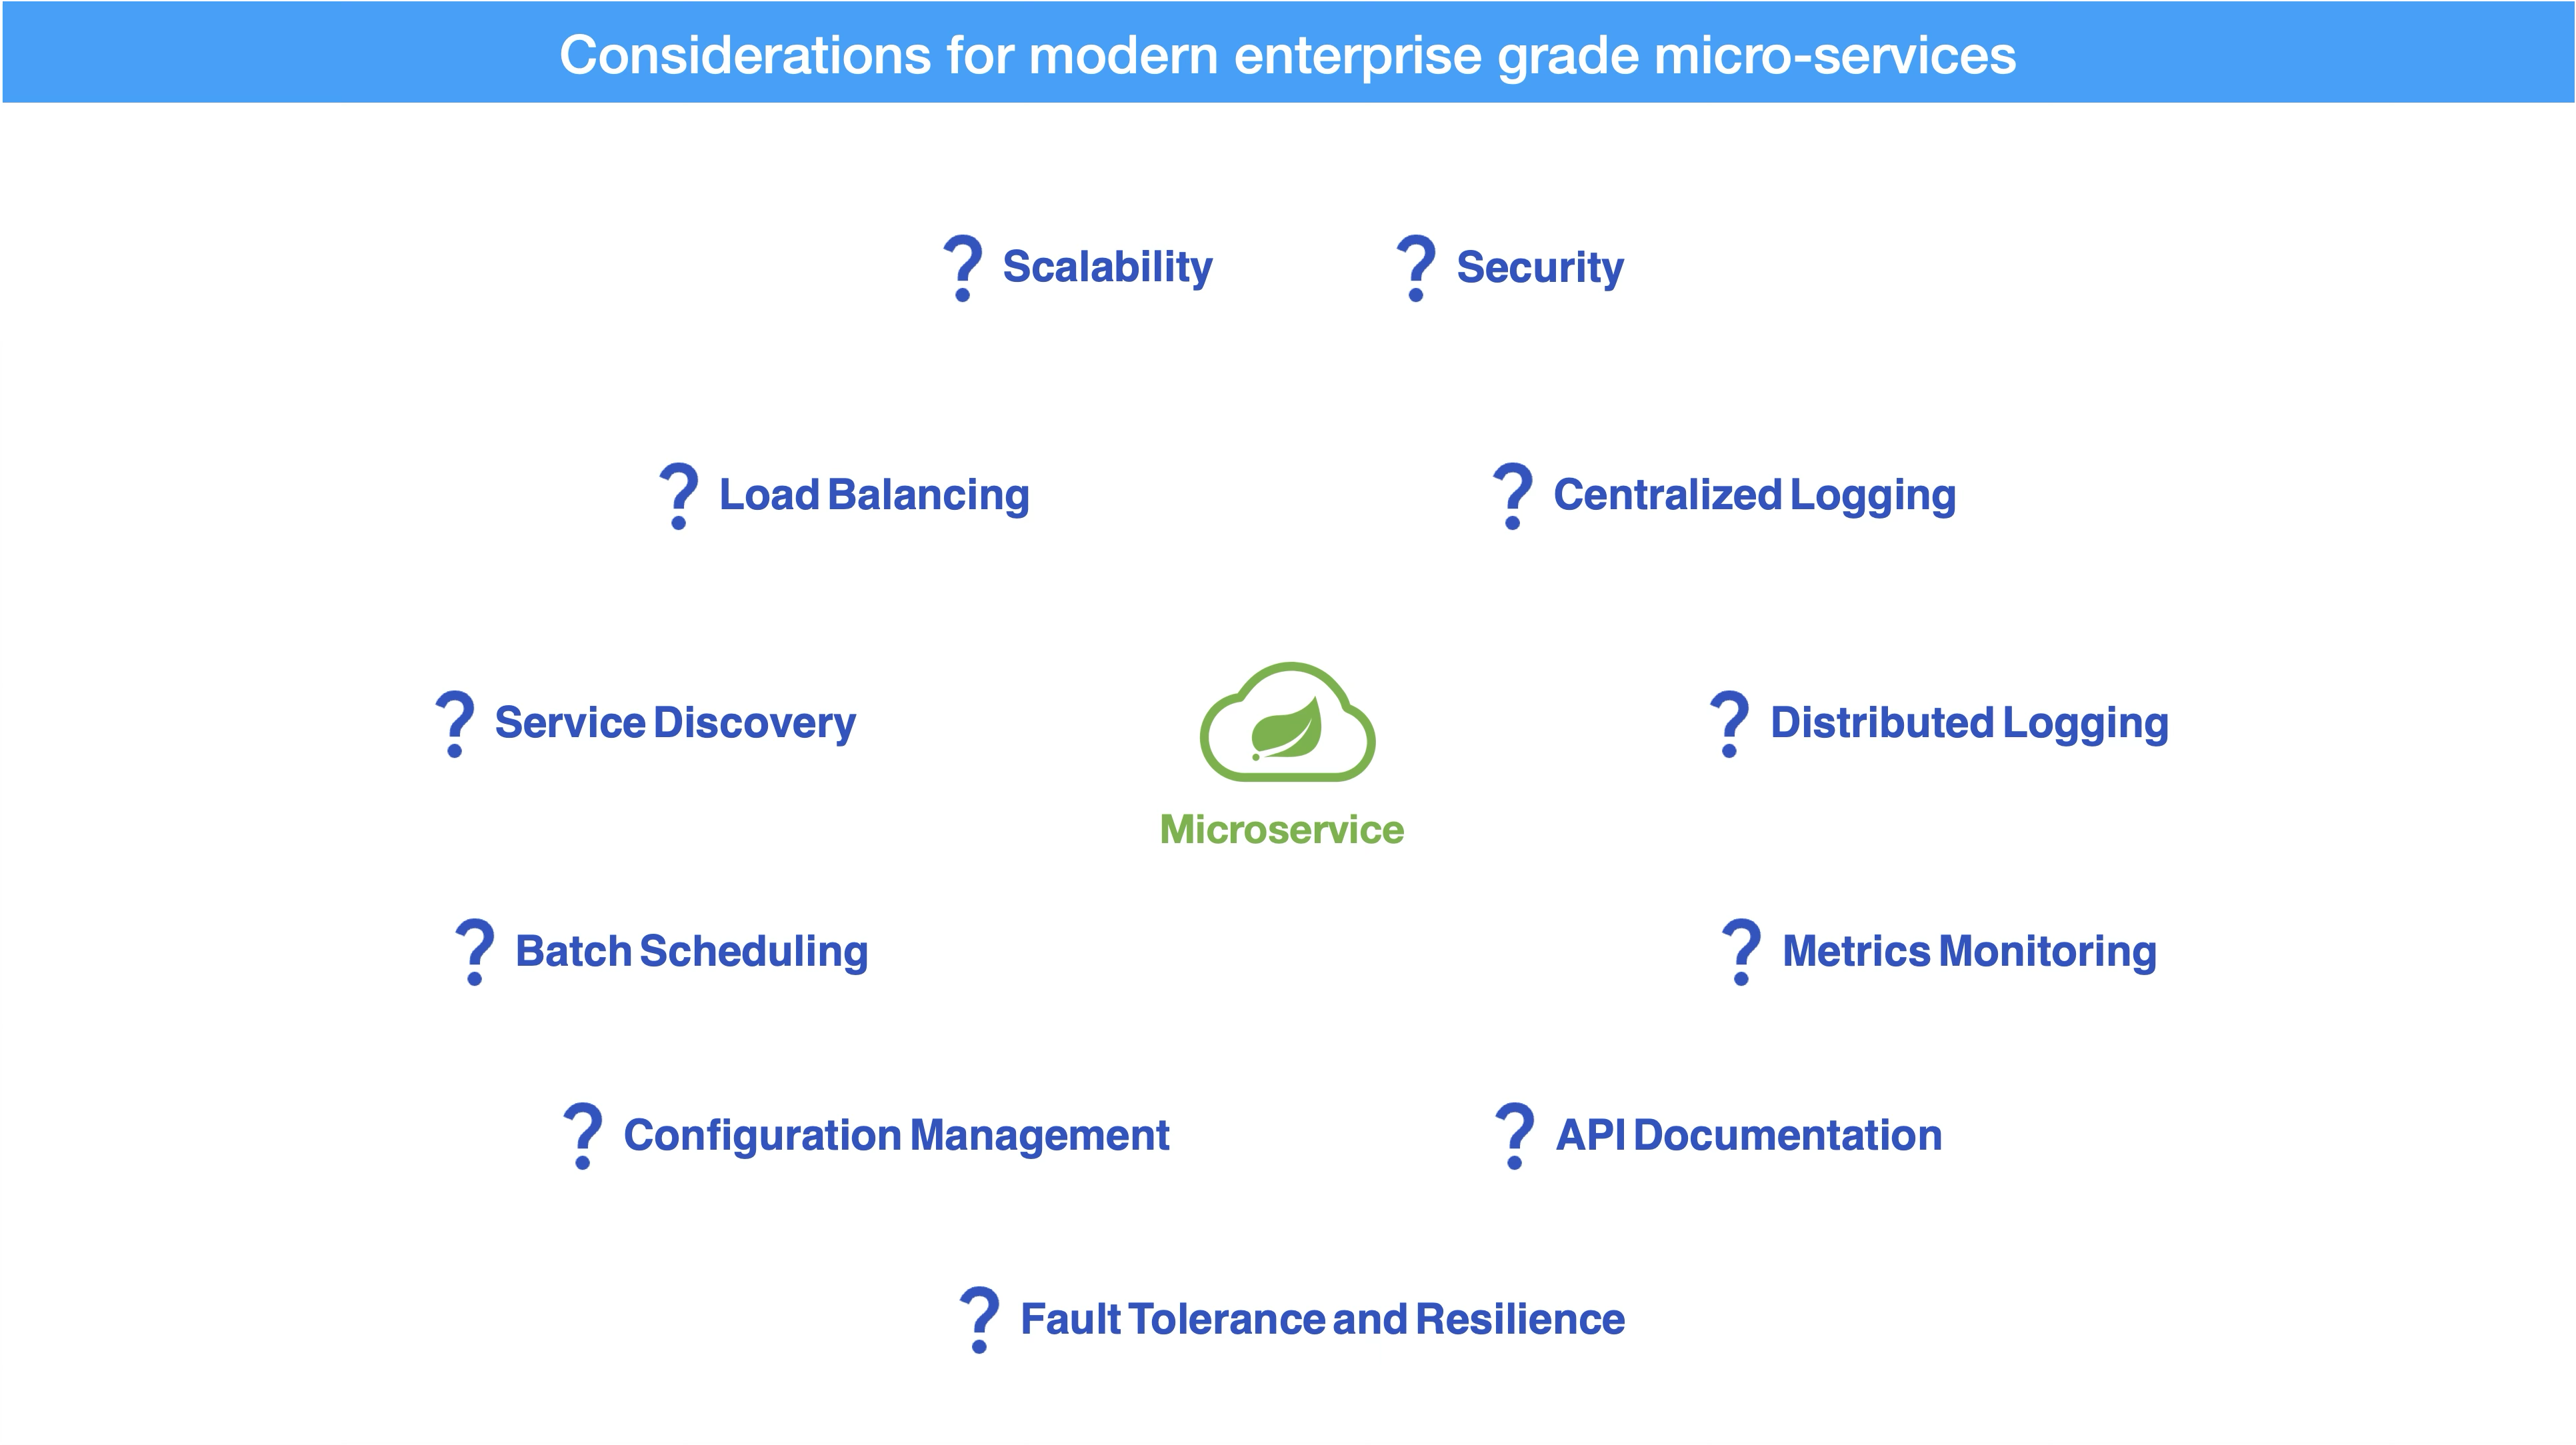 Considerations for modern enterprise grade micro-services
? Scalability
? Security
? Load Balancing
? Centralized Logging
? Service Discovery
? Distributed Logging
Microservice
? Batch Scheduling
? Metrics Monitoring
? Configuration Management
? API Documentation
? Fault Tolerance and Resilience